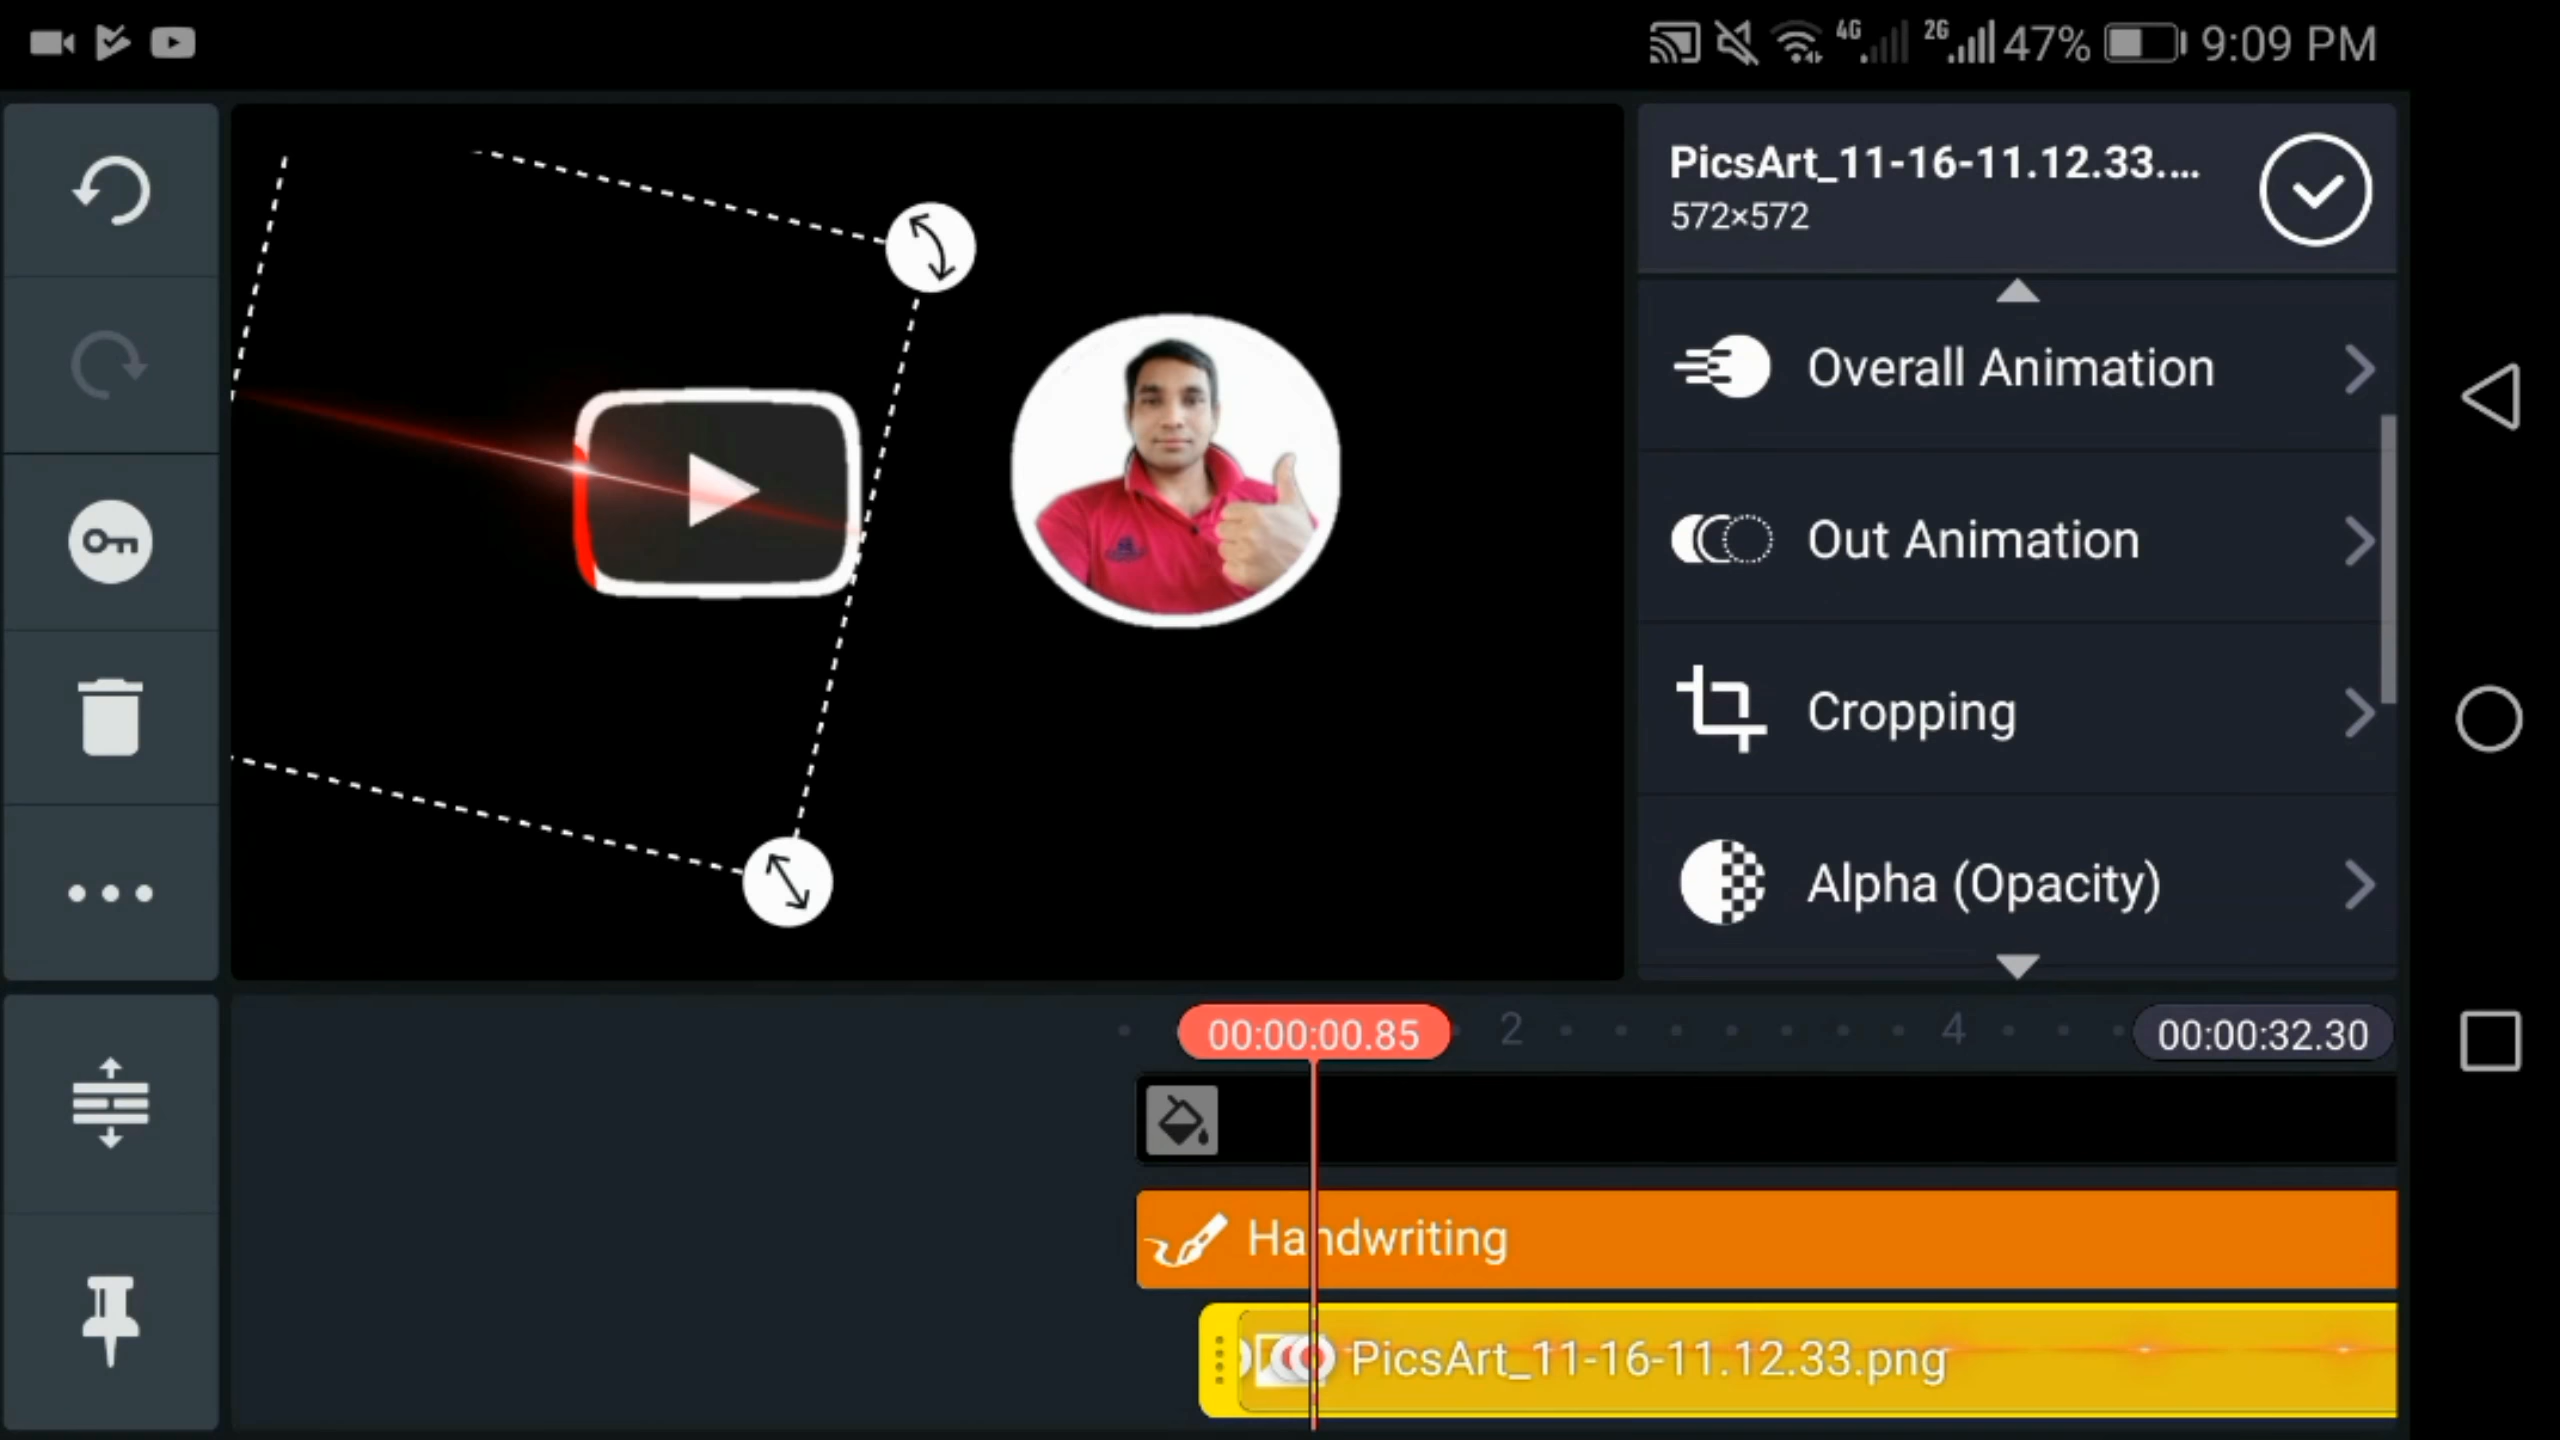 4G 2G 47% 9:09 PM
PicsArt_11-16-11.12.33....
572×572
Overall Animation
Out Animation
Cropping
Alpha (Opacity)
00:00:00.85 2 4 00:00:32.30
Handwriting
PicsArt_11-16-11.12.33.png